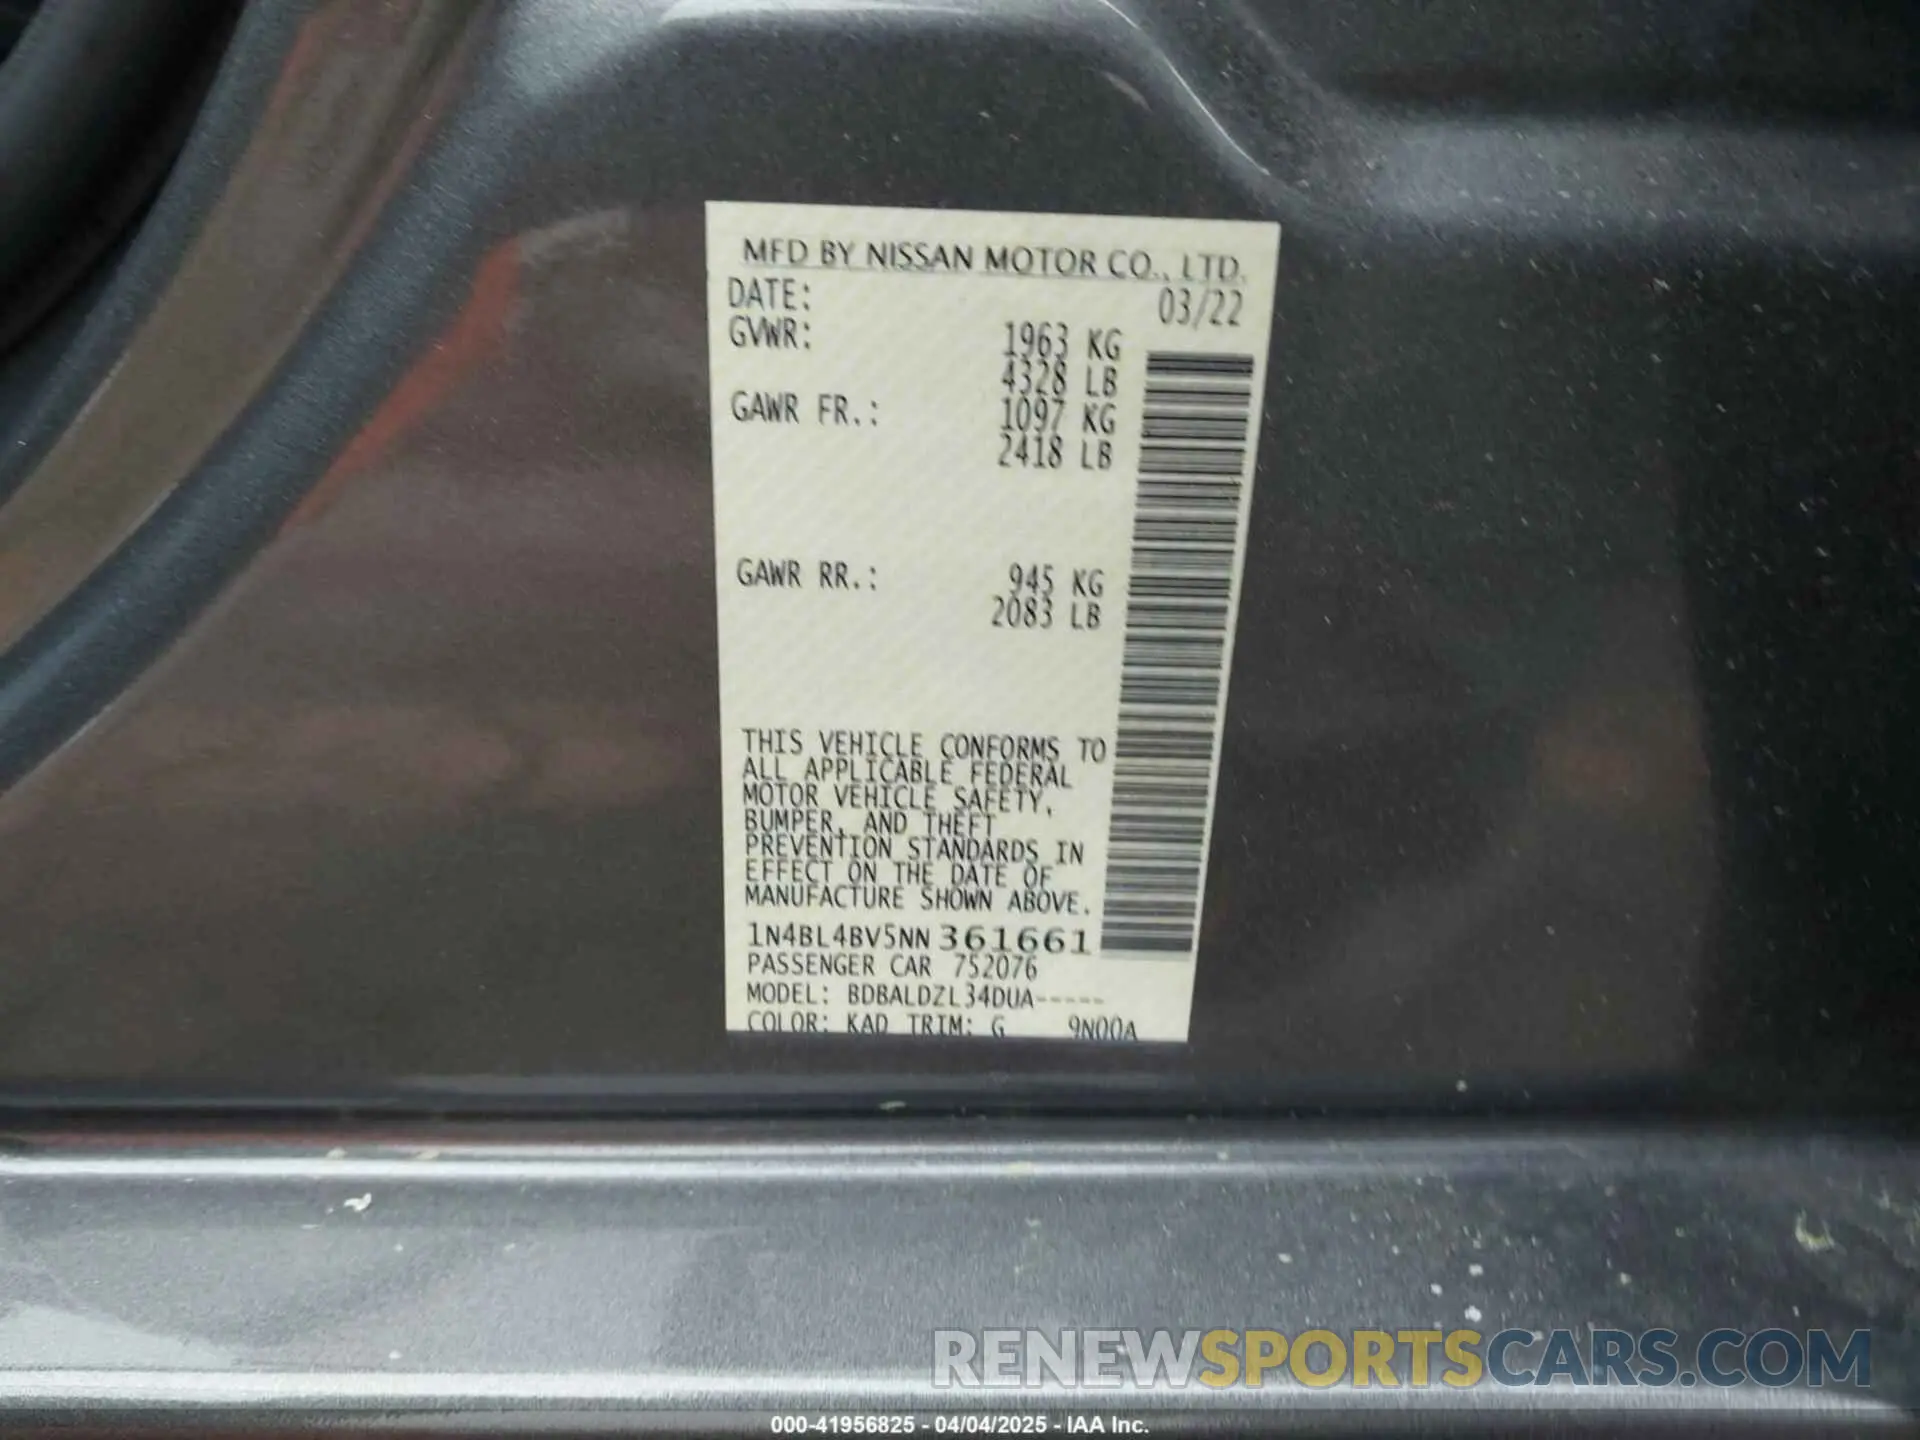 MFD BY NISSAN MOTOR CO., LTD.
DATE: 03/22
GVWR: 1963 KG
4328 LB
GAWR FR.: 1097 KG
2418 LB
GAWR RR.: 945 KG
2083 LB
THIS VEHICLE CONFORMS TO
ALL APPLICABLE FEDERAL
MOTOR VEHICLE SAFETY,
BUMPER, AND THEFT
PREVENTION STANDARDS IN
EFFECT ON THE DATE OF
MANUFACTURE SHOWN ABOVE.
1N4BL4BV5NN361661
PASSENGER CAR 752076
MODEL: BDBALDZL34DUA-----
COLOR: KAD TRIM: G 9N00A
RENEWSPORTSCARS.COM
000-41956825 - 04/04/2025 - IAA Inc.